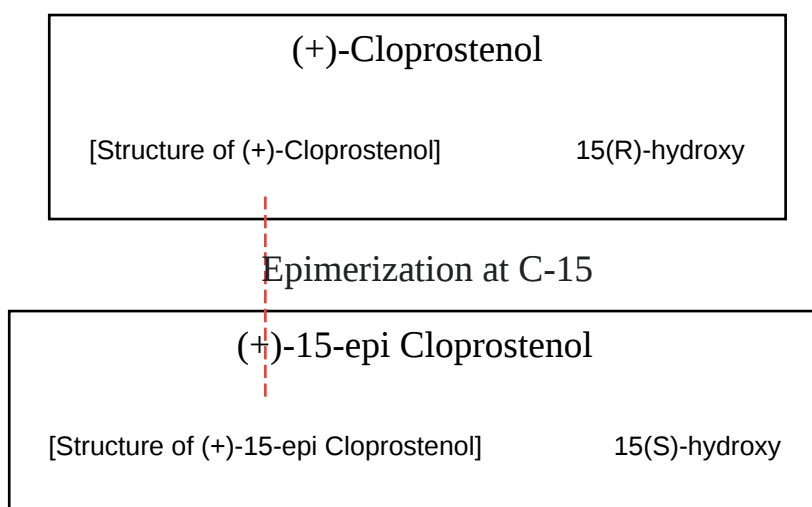 (+)-Cloprostenol
[Structure of (+)-Cloprostenol] 15(R)-hydroxy
Epimerization at C-15
(+)-15-epi Cloprostenol
[Structure of (+)-15-epi Cloprostenol] 15(S)-hydroxy